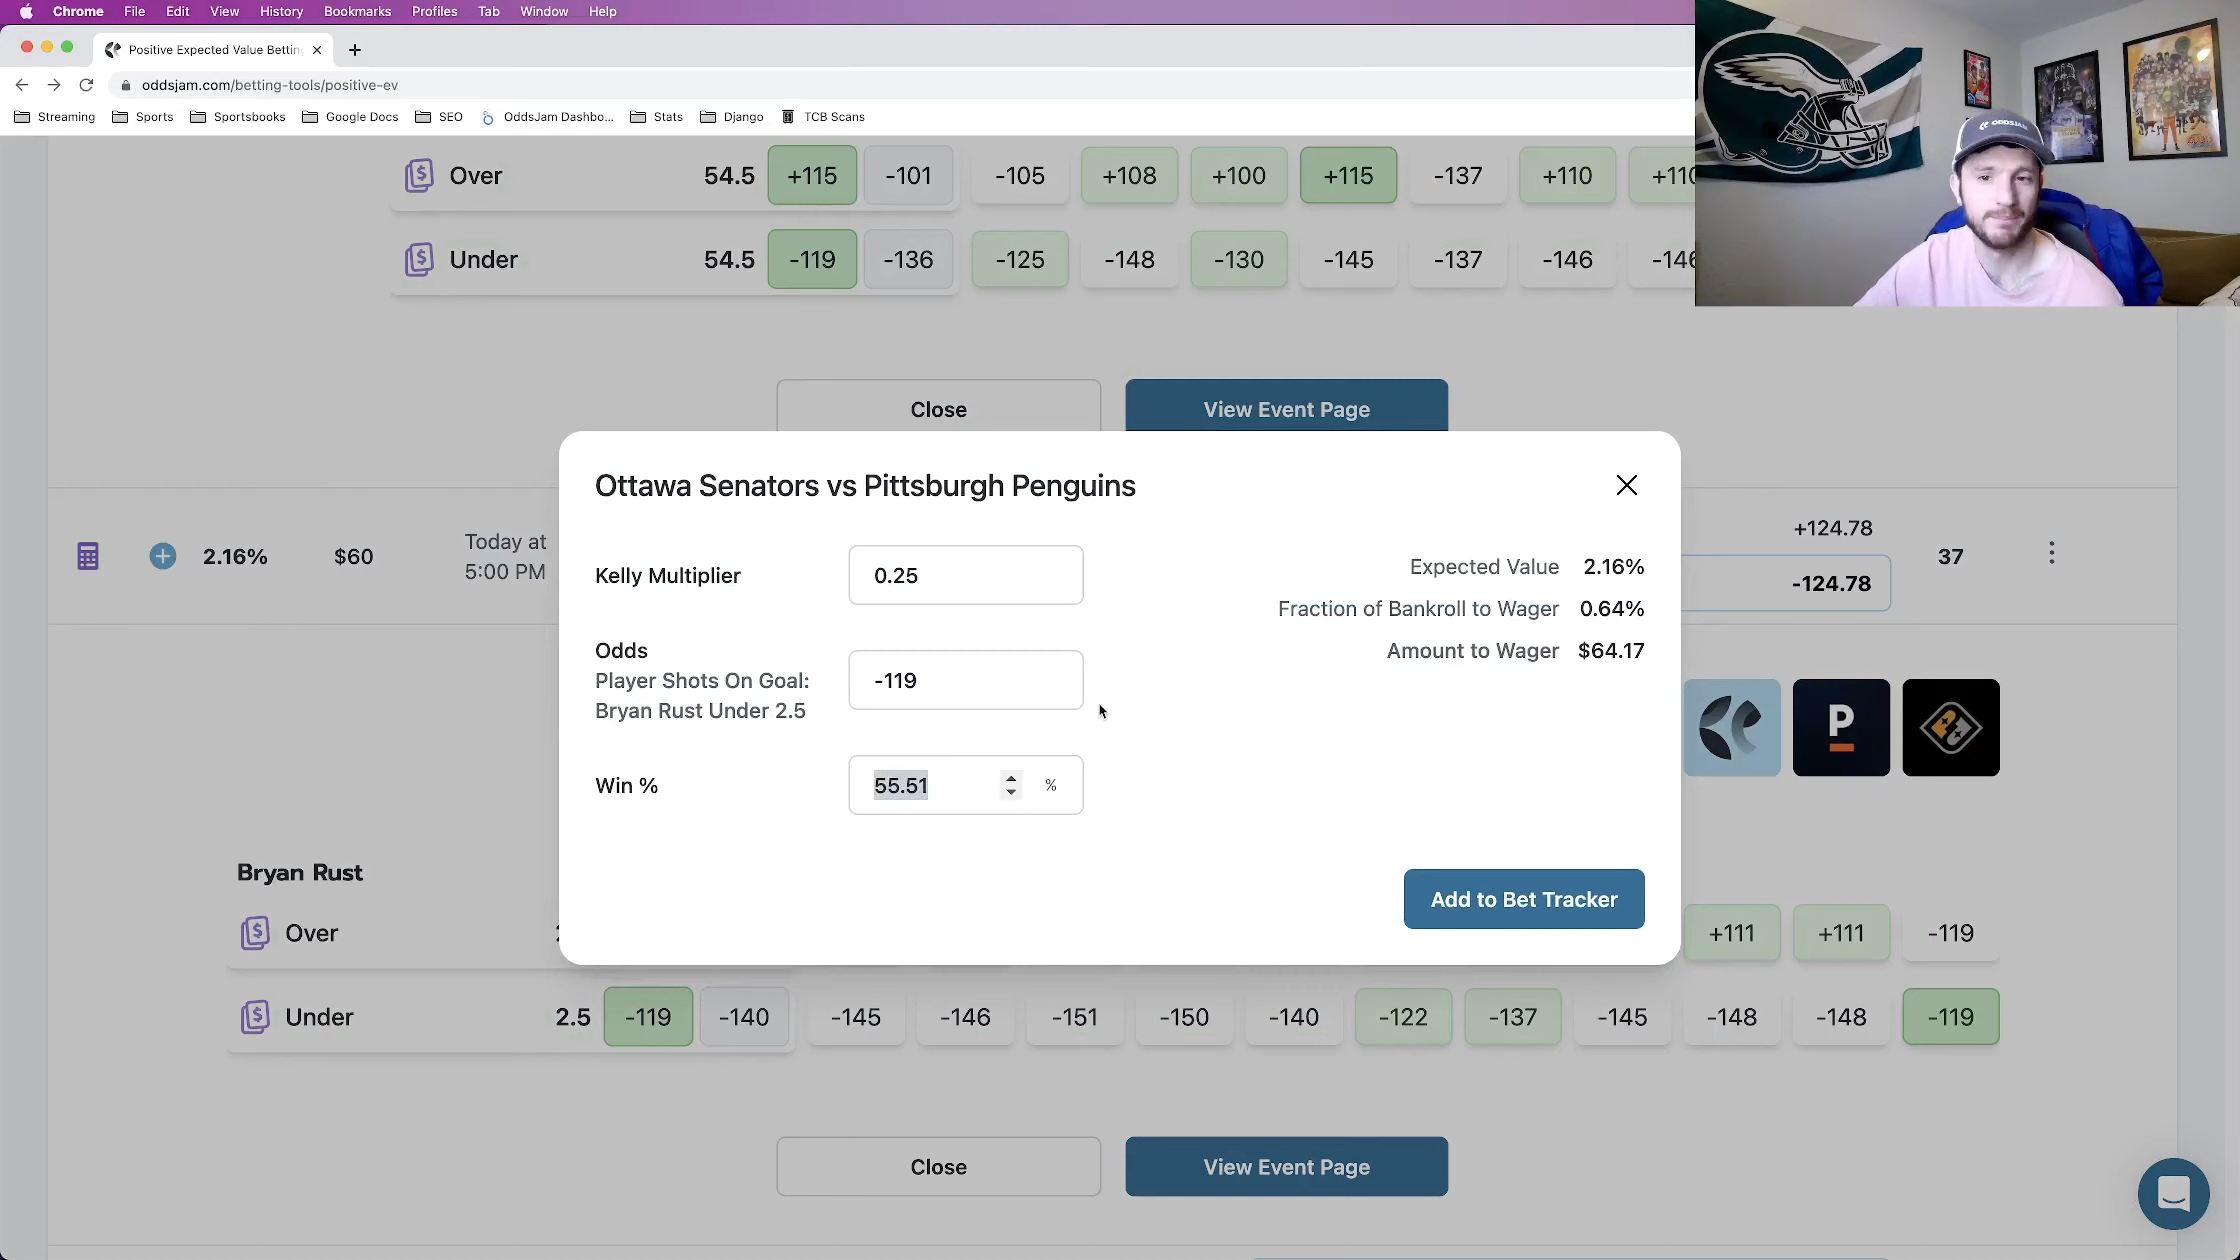 Chrome File Edit View History Bookmarks Profiles Tab Window Help
Positive Expected Value Bettin
oddsjam.com/betting-tools/positive-ev
Streaming Sports Sportsbooks Google Docs SEO OddsJam Dashbo... Stats Django TCB Scans
ODDSJAM
Over 54.5 +115 -101 -105 +108 +100 +115 -137 +110 +110
Under 54.5 -119 -136 -125 -148 -130 -145 -137 -146 -146
Close View Event Page
Ottawa Senators vs Pittsburgh Penguins
2.16% $60 Today at
5:00 PM
+124.78
-124.78
37
Kelly Multiplier 0.25
Odds
Player Shots On Goal:
Bryan Rust Under 2.5
-119
Win % 55.51 %
Expected Value 2.16%
Fraction of Bankroll to Wager 0.64%
Amount to Wager $64.17
Add to Bet Tracker
P
Bryan Rust
Over +111 +111 -119
Under 2.5 -119 -140 -145 -146 -151 -150 -140 -122 -137 -145 -148 -148 -119
Close View Event Page